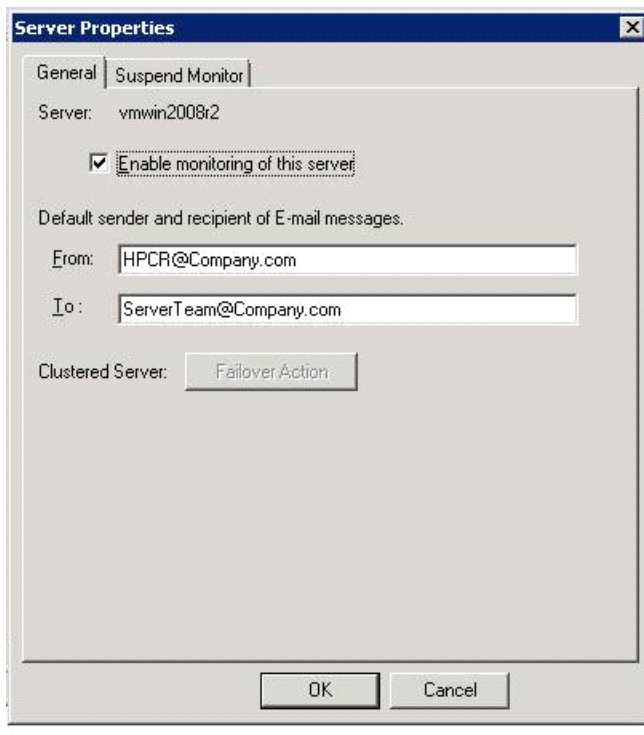 Server Properties
General Suspend Monitor
Server: vmwin2008r2
Enable monitoring of this server
Default sender and recipient of E-mail messages.
From: HPCR@Company.com
To: ServerTeam@Company.com
Clustered Server: Failover Action
OK Cancel